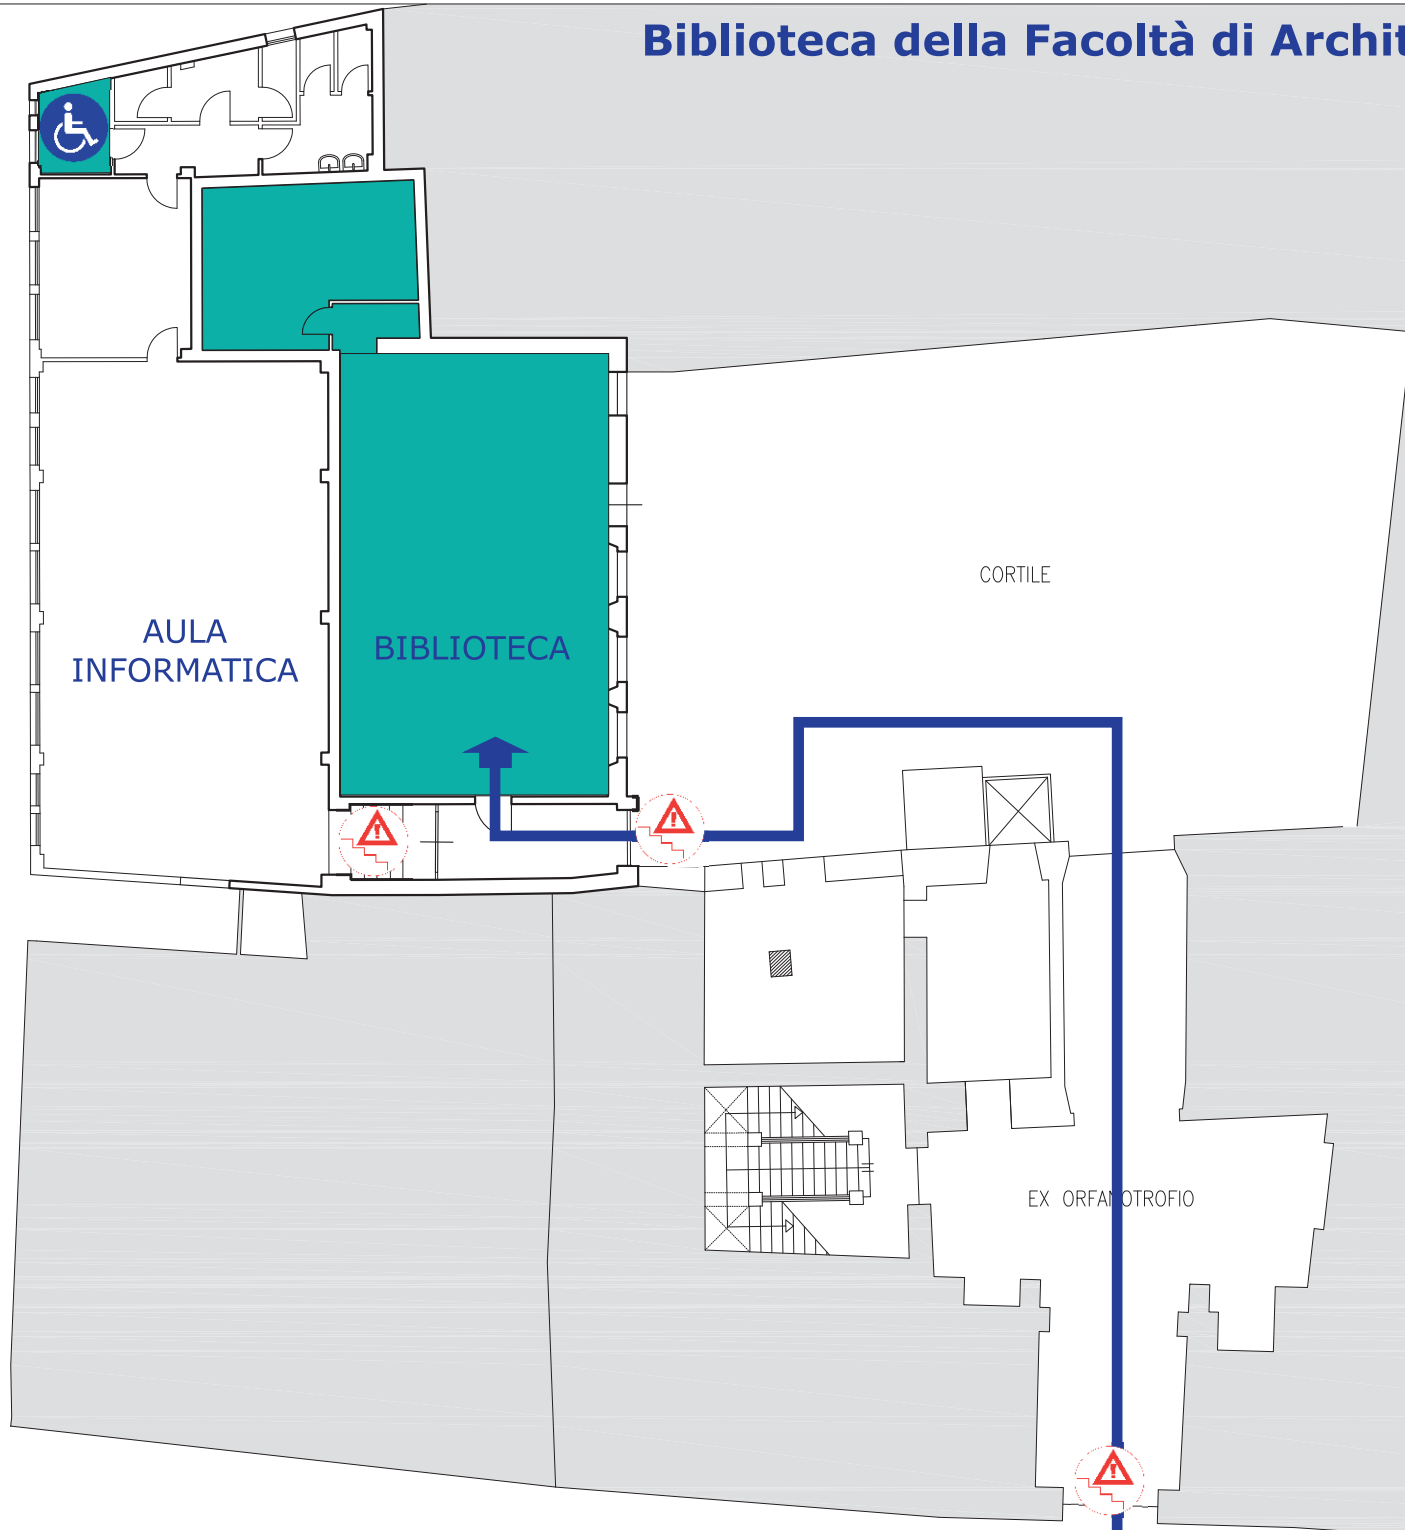 Biblioteca della Facoltà di Archit
CORTILE
AULA
INFORMATICA
BIBLIOTECA
EX ORFANOTROFIO